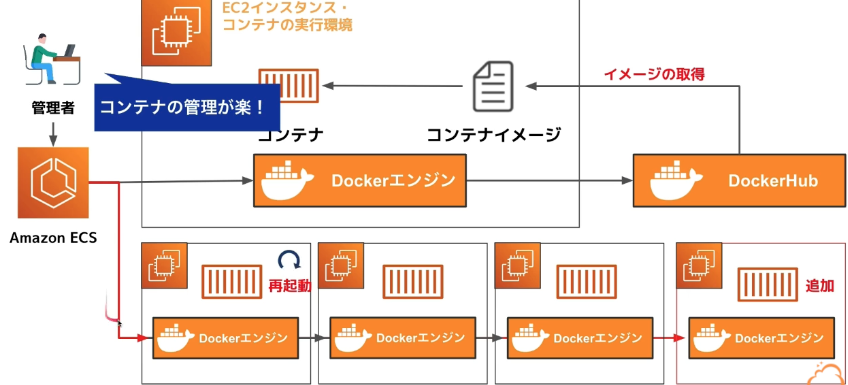 EC2インスタンス・
コンテナの実行環境
イメージの取得
管理者
コンテナの管理が楽！
コンテナ
コンテナイメージ
Dockerエンジン
DockerHub
Amazon ECS
再起動
追加
Dockerエンジン
Dockerエンジン
Dockerエンジン
Dockerエンジン